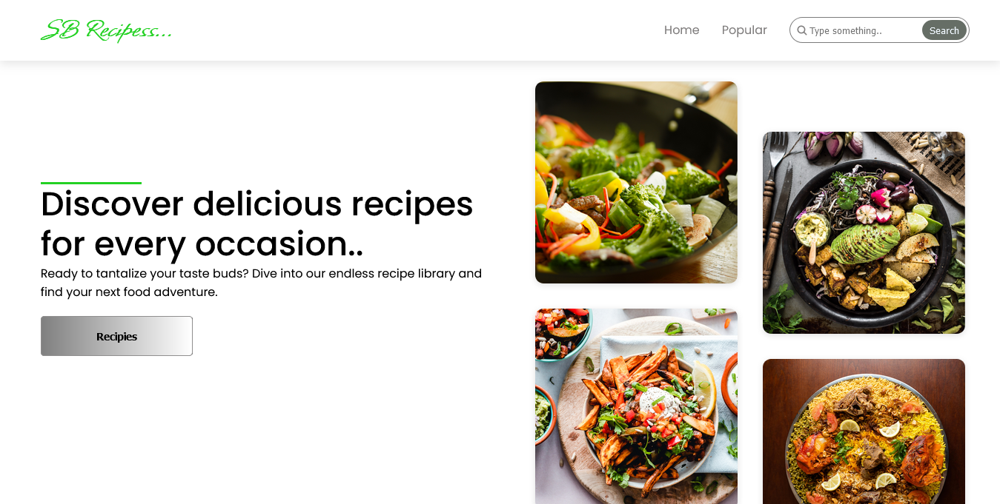 SB Recipess...
Home
Popular
Type something..
Search
Discover delicious recipes
for every occasion..
Ready to tantalize your taste buds? Dive into our endless recipe library and
find your next food adventure.
Recipies